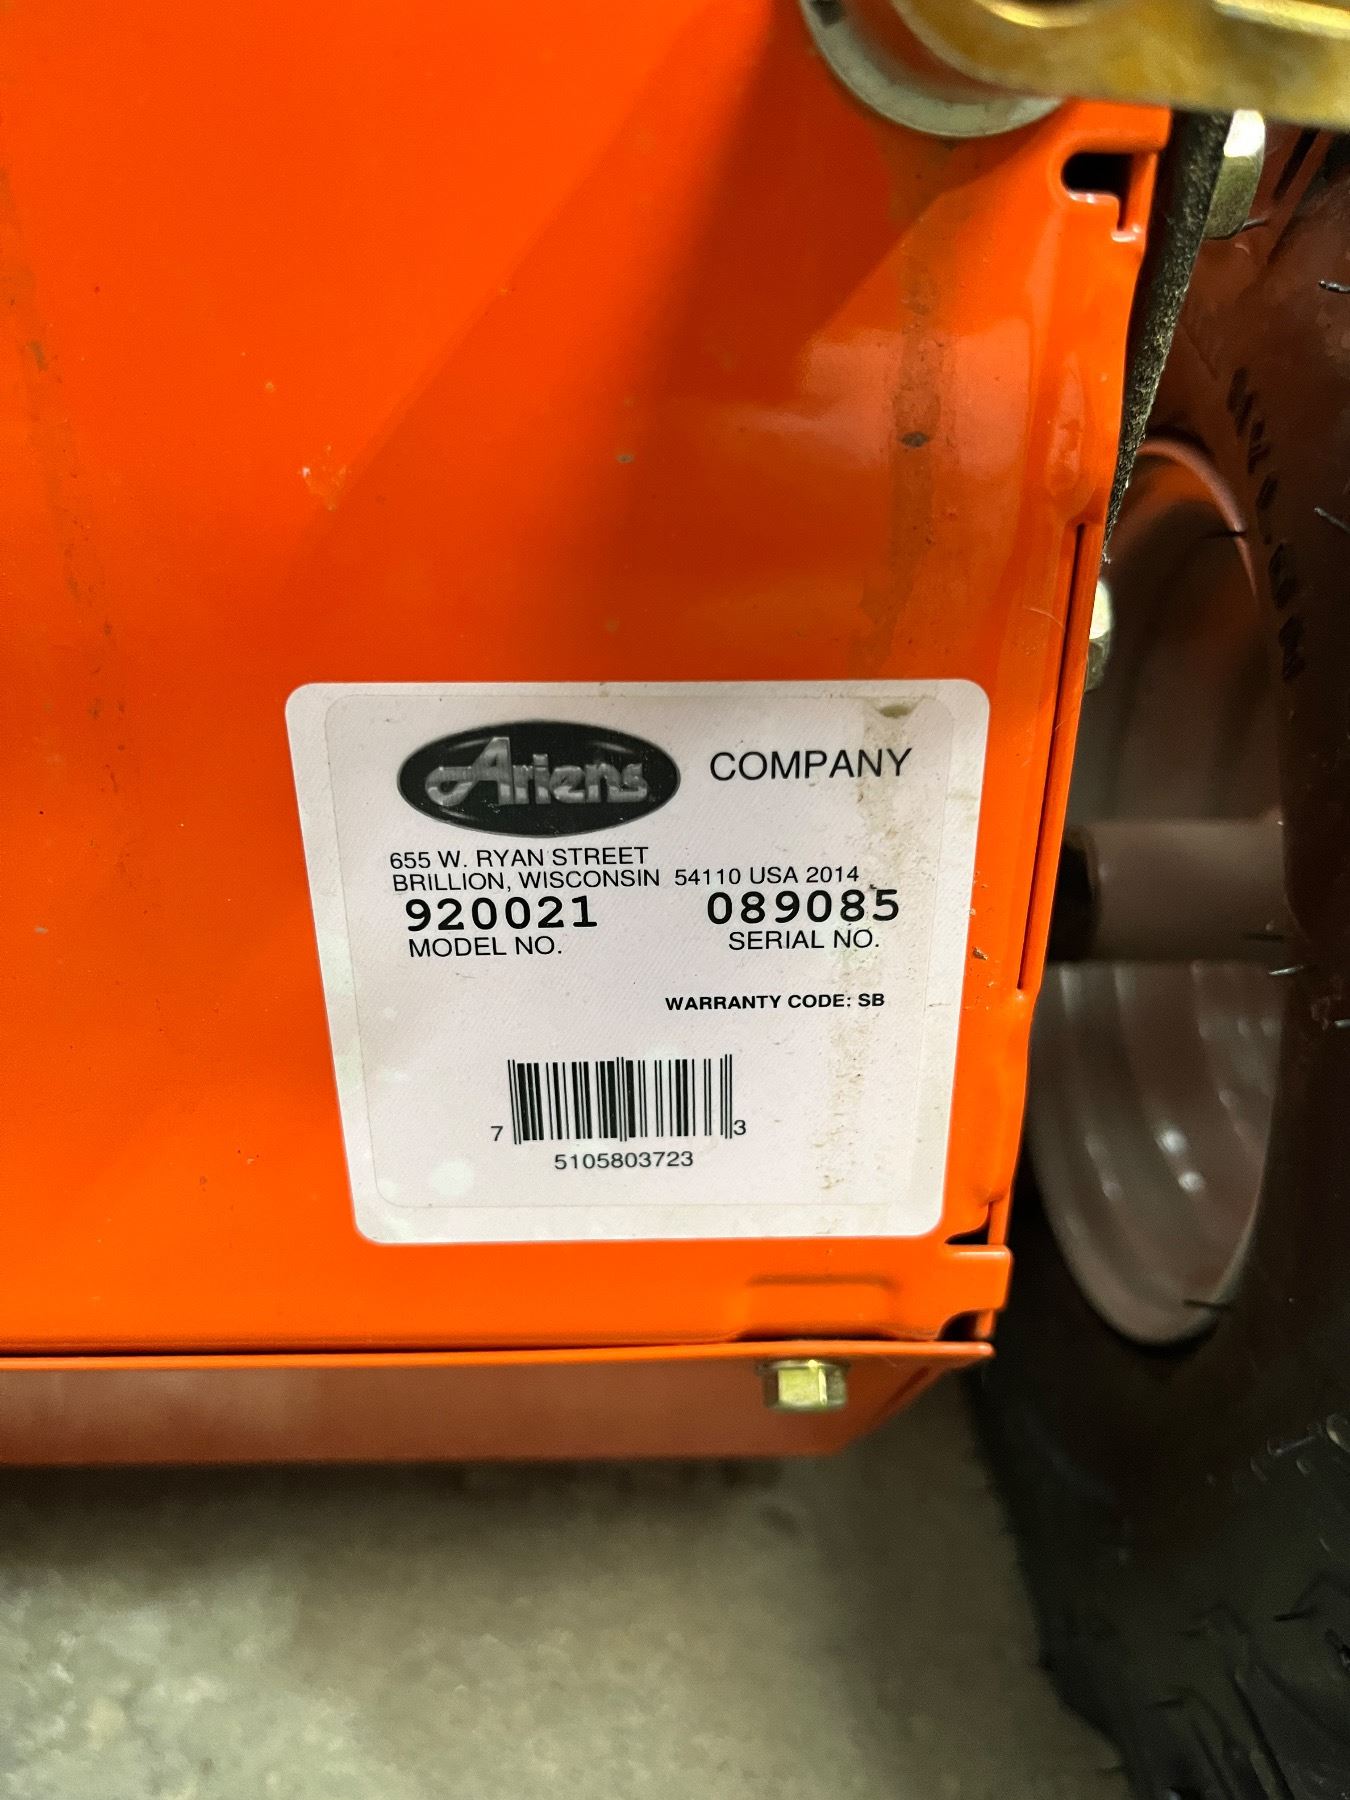 Ariens COMPANY
655 W. RYAN STREET
BRILLION, WISCONSIN 54110 USA 2014
920021 089085
MODEL NO. SERIAL NO.
WARRANTY CODE: SB
7 3
5105803723